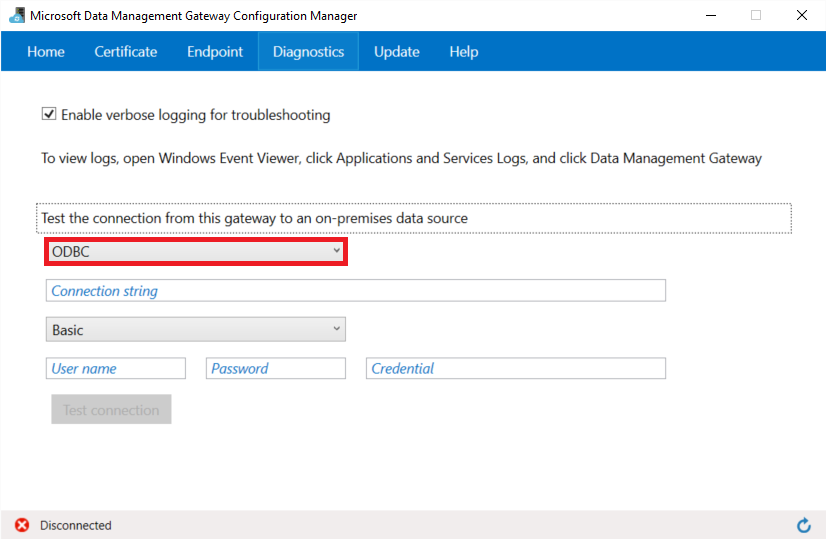 Microsoft Data Management Gateway Configuration Manager
Home Certificate Endpoint Diagnostics Update Help
Enable verbose logging for troubleshooting
To view logs, open Windows Event Viewer, click Applications and Services Logs, and click Data Management Gateway
Test the connection from this gateway to an on-premises data source
ODBC
Connection string
Basic
User name Password Credential
Test connection
Disconnected